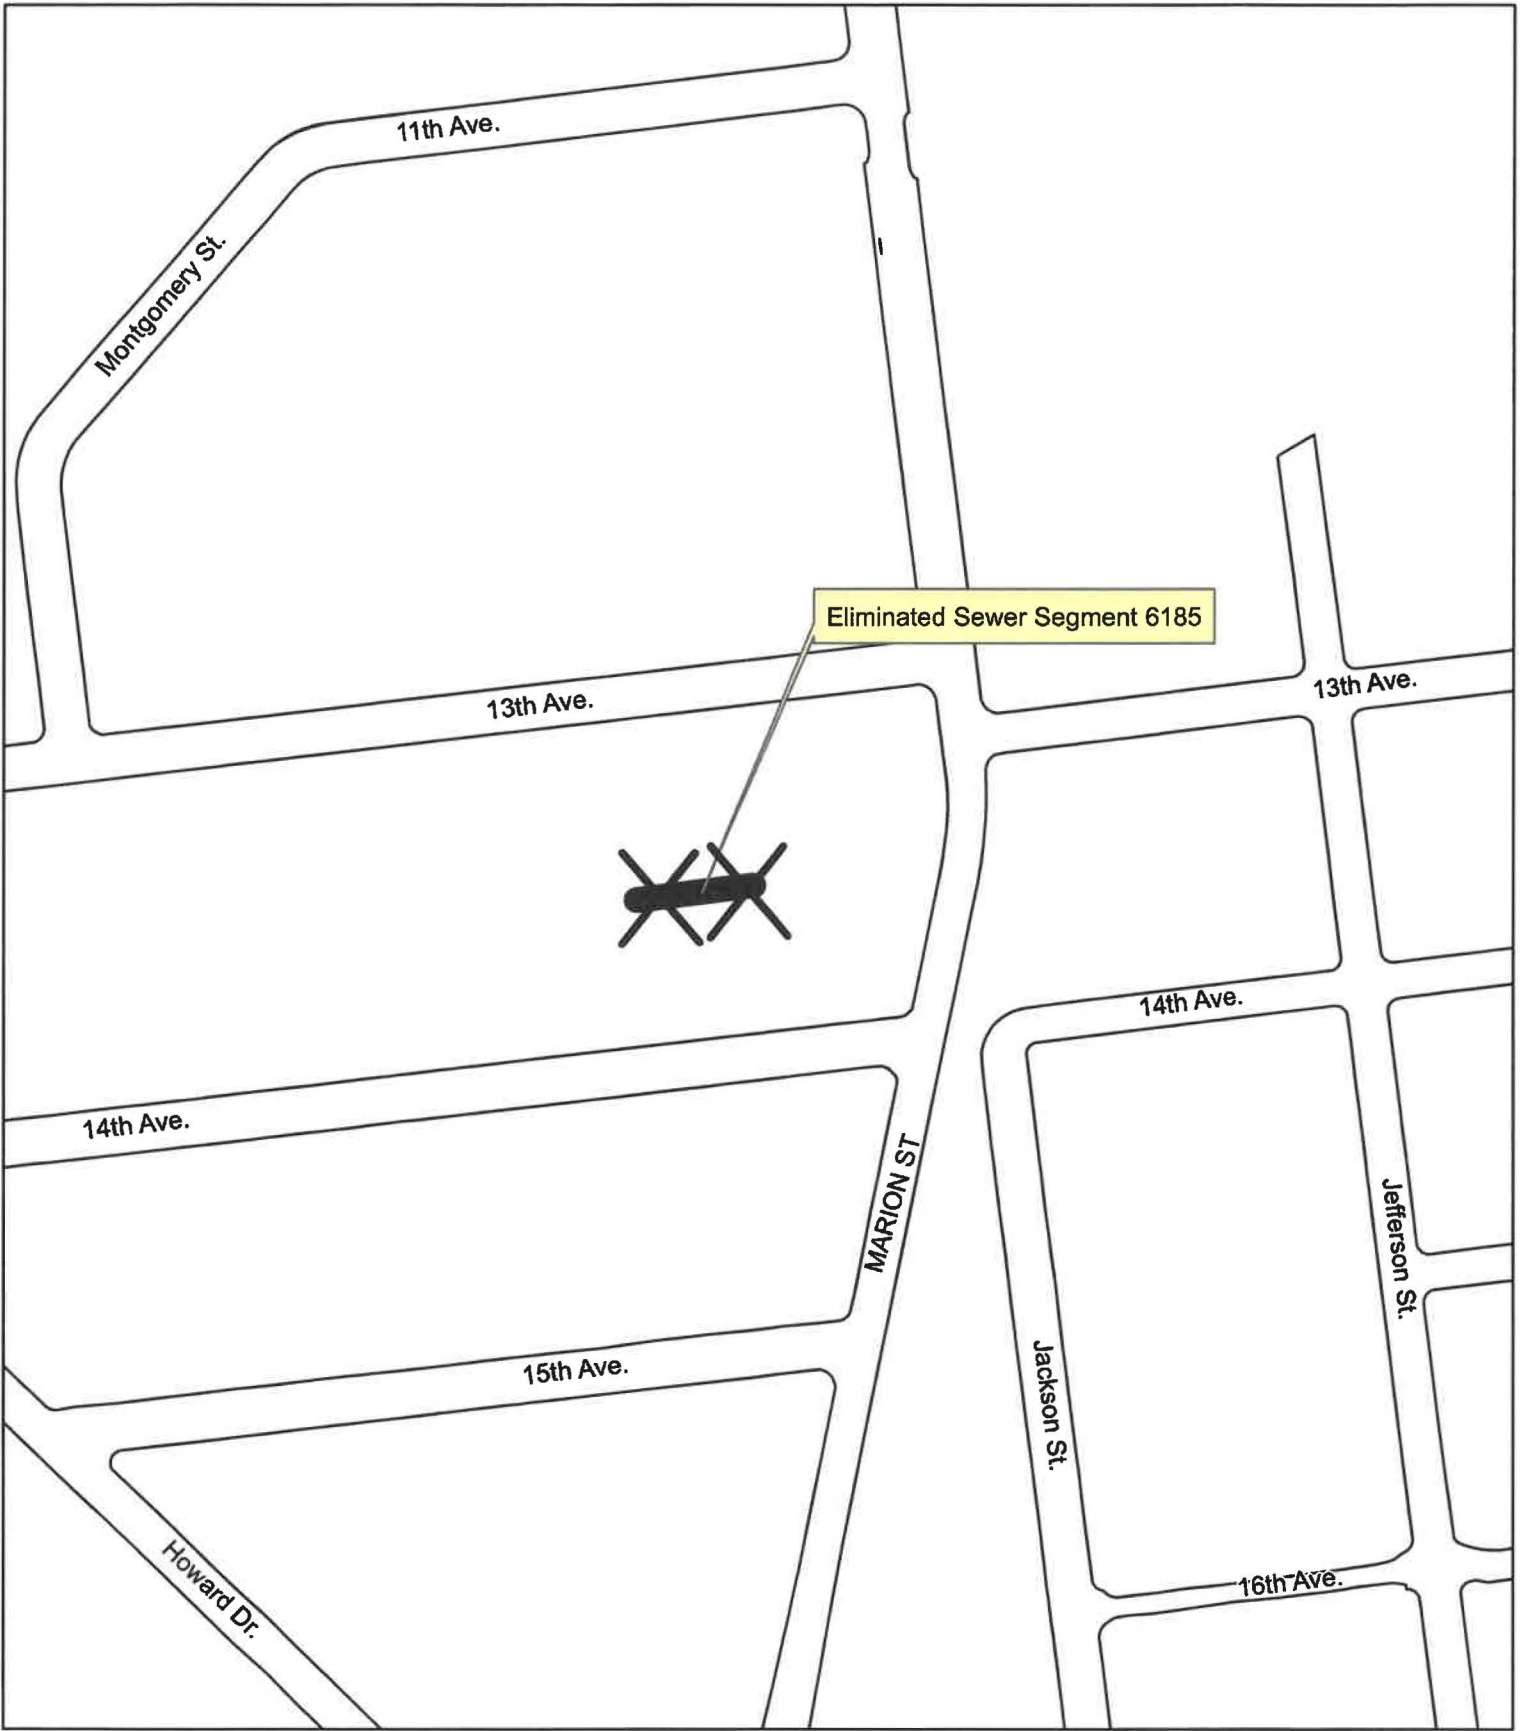 11th Ave.
Montgomery St.
Eliminated Sewer Segment 6185
13th Ave.
13th Ave.
14th Ave.
14th Ave.
MARION ST
Jefferson St.
15th Ave.
Jackson St.
Howard Dr.
16th Ave.